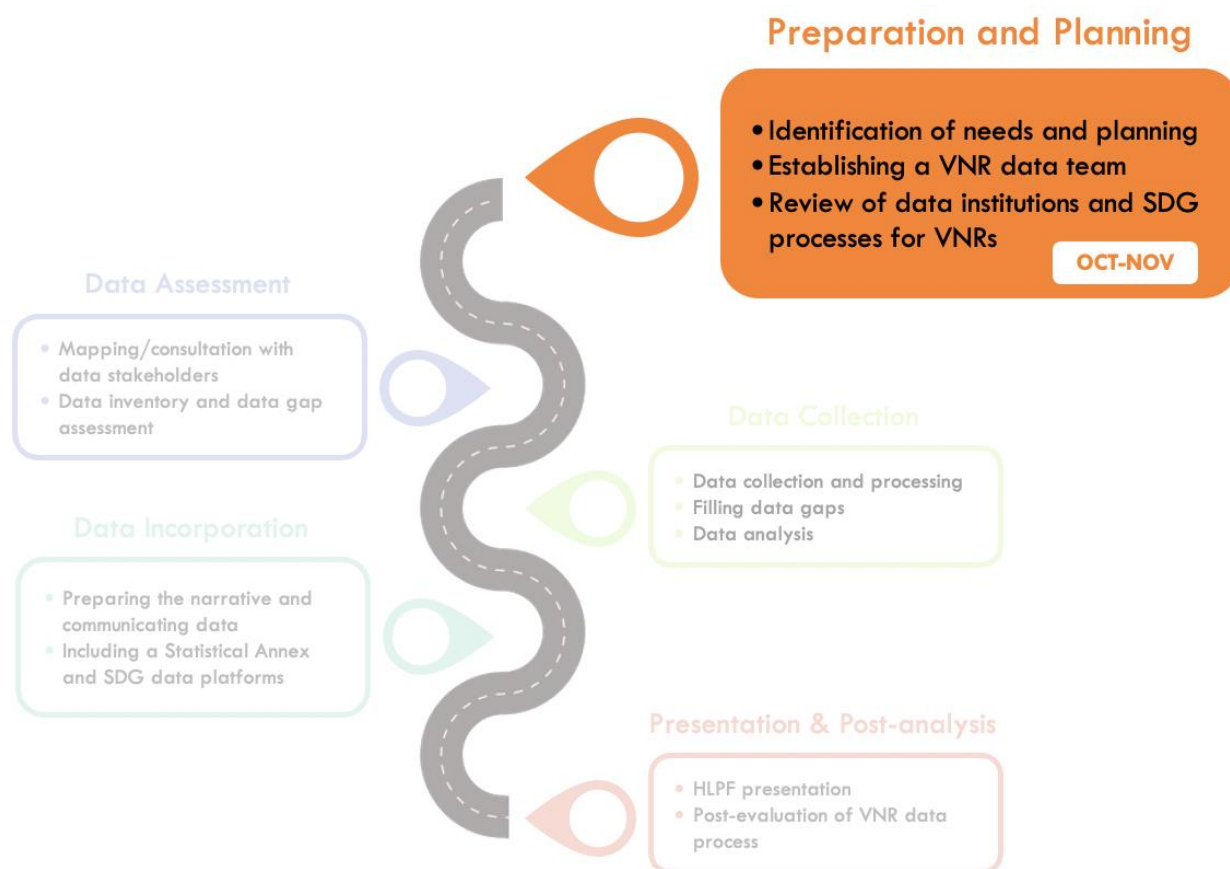 Preparation and Planning
• Identification of needs and planning
• Establishing a VNR data team
• Review of data institutions and SDG
processes for VNRs
OCT-NOV
Data Assessment
• Mapping/consultation with
data stakeholders
• Data inventory and data gap
assessment
Data Collection
• Data collection and processing
• Filling data gaps
• Data analysis
Data Incorporation
• Preparing the narrative and
communicating data
• Including a Statistical Annex
and SDG data platforms
Presentation & Post-analysis
• HLPF presentation
• Post-evaluation of VNR data
process